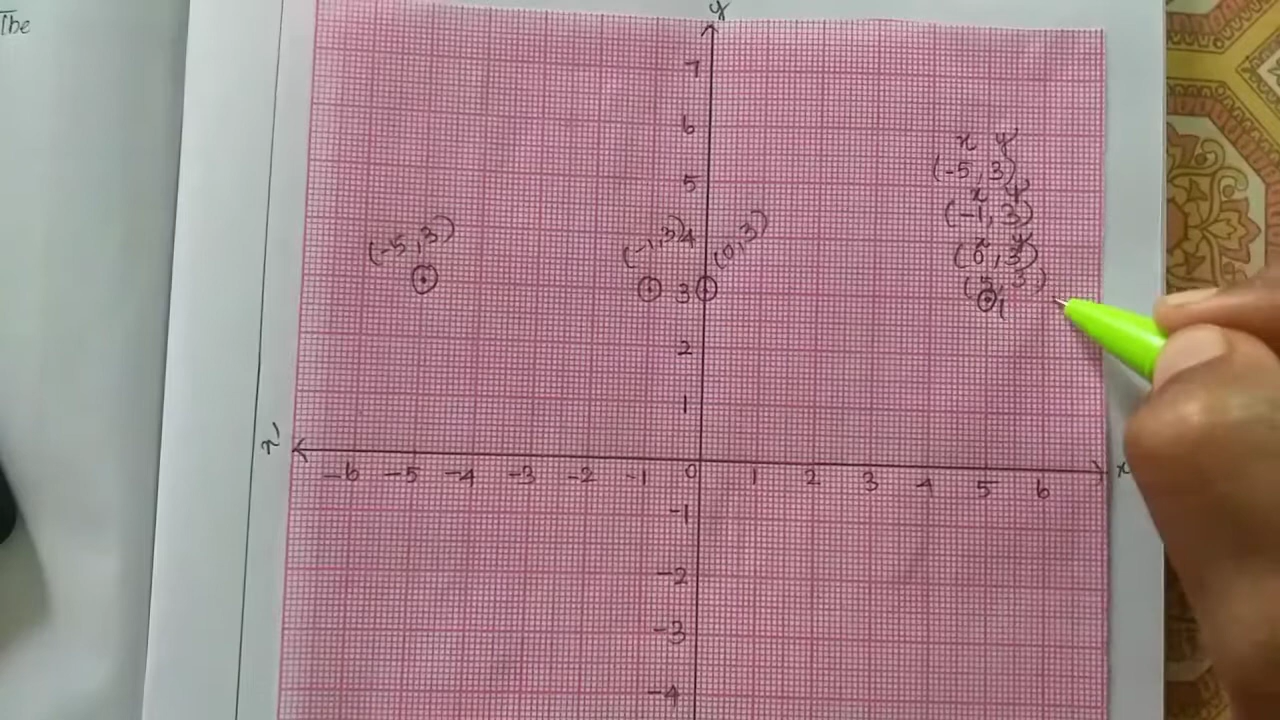 The
y
7
6
x y
(-5, 3),
5
x y
(-1, 3)
(-5, 3)
(-1, 3)
4
(0, 3)
x y
(0, 3)
(5, 3)
3
2
1
x'
-6 -5 -4 -3 -2 -1 0 1 2 3 4 5 6
x
-1
-2
-3
-4